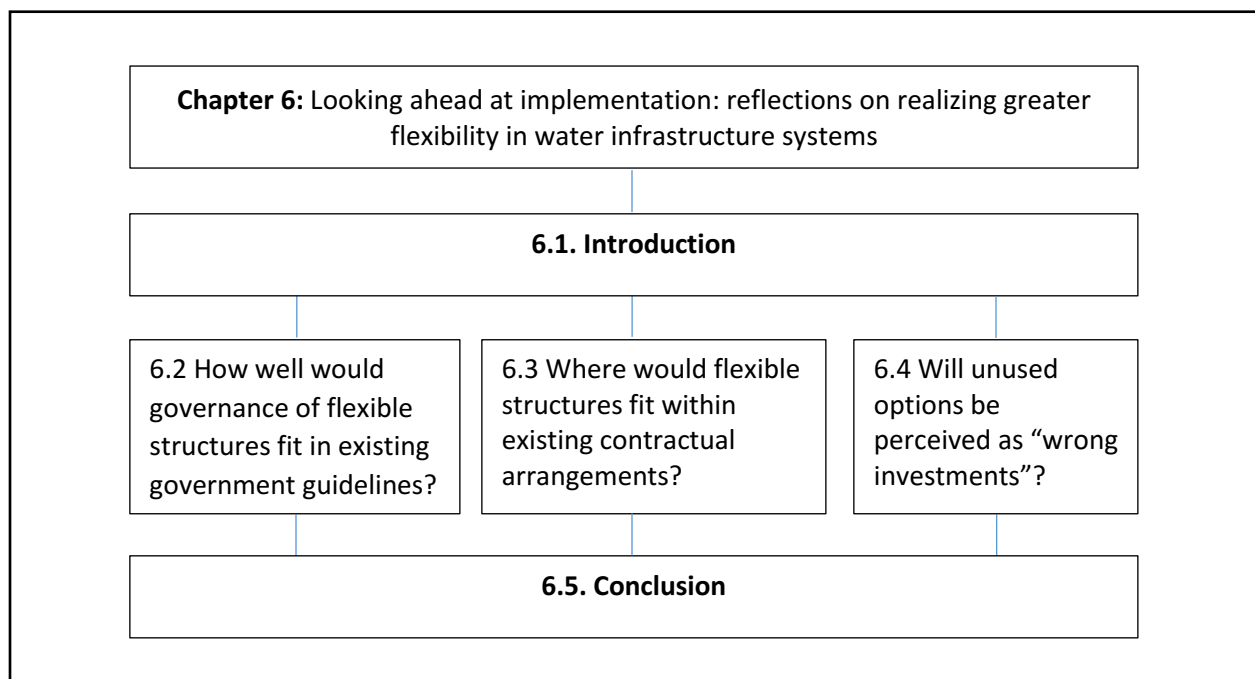 Chapter 6: Looking ahead at implementation: reflections on realizing greater
flexibility in water infrastructure systems
6.1. Introduction
6.2 How well would
governance of flexible
structures fit in existing
government guidelines?
6.3 Where would flexible
structures fit within
existing contractual
arrangements?
6.4 Will unused
options be
perceived as “wrong
investments”?
6.5. Conclusion